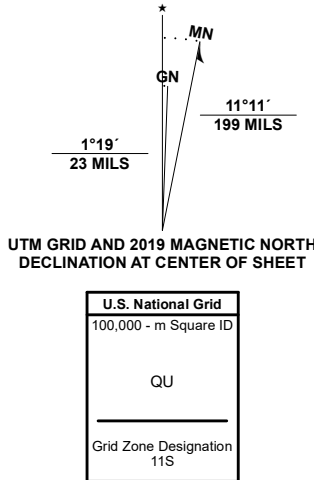 ★
MN
GN
11°11´
199 MILS
1°19´
23 MILS
UTM GRID AND 2019 MAGNETIC NORTH
DECLINATION AT CENTER OF SHEET
U.S. National Grid
100,000 - m Square ID
QU
Grid Zone Designation
11S